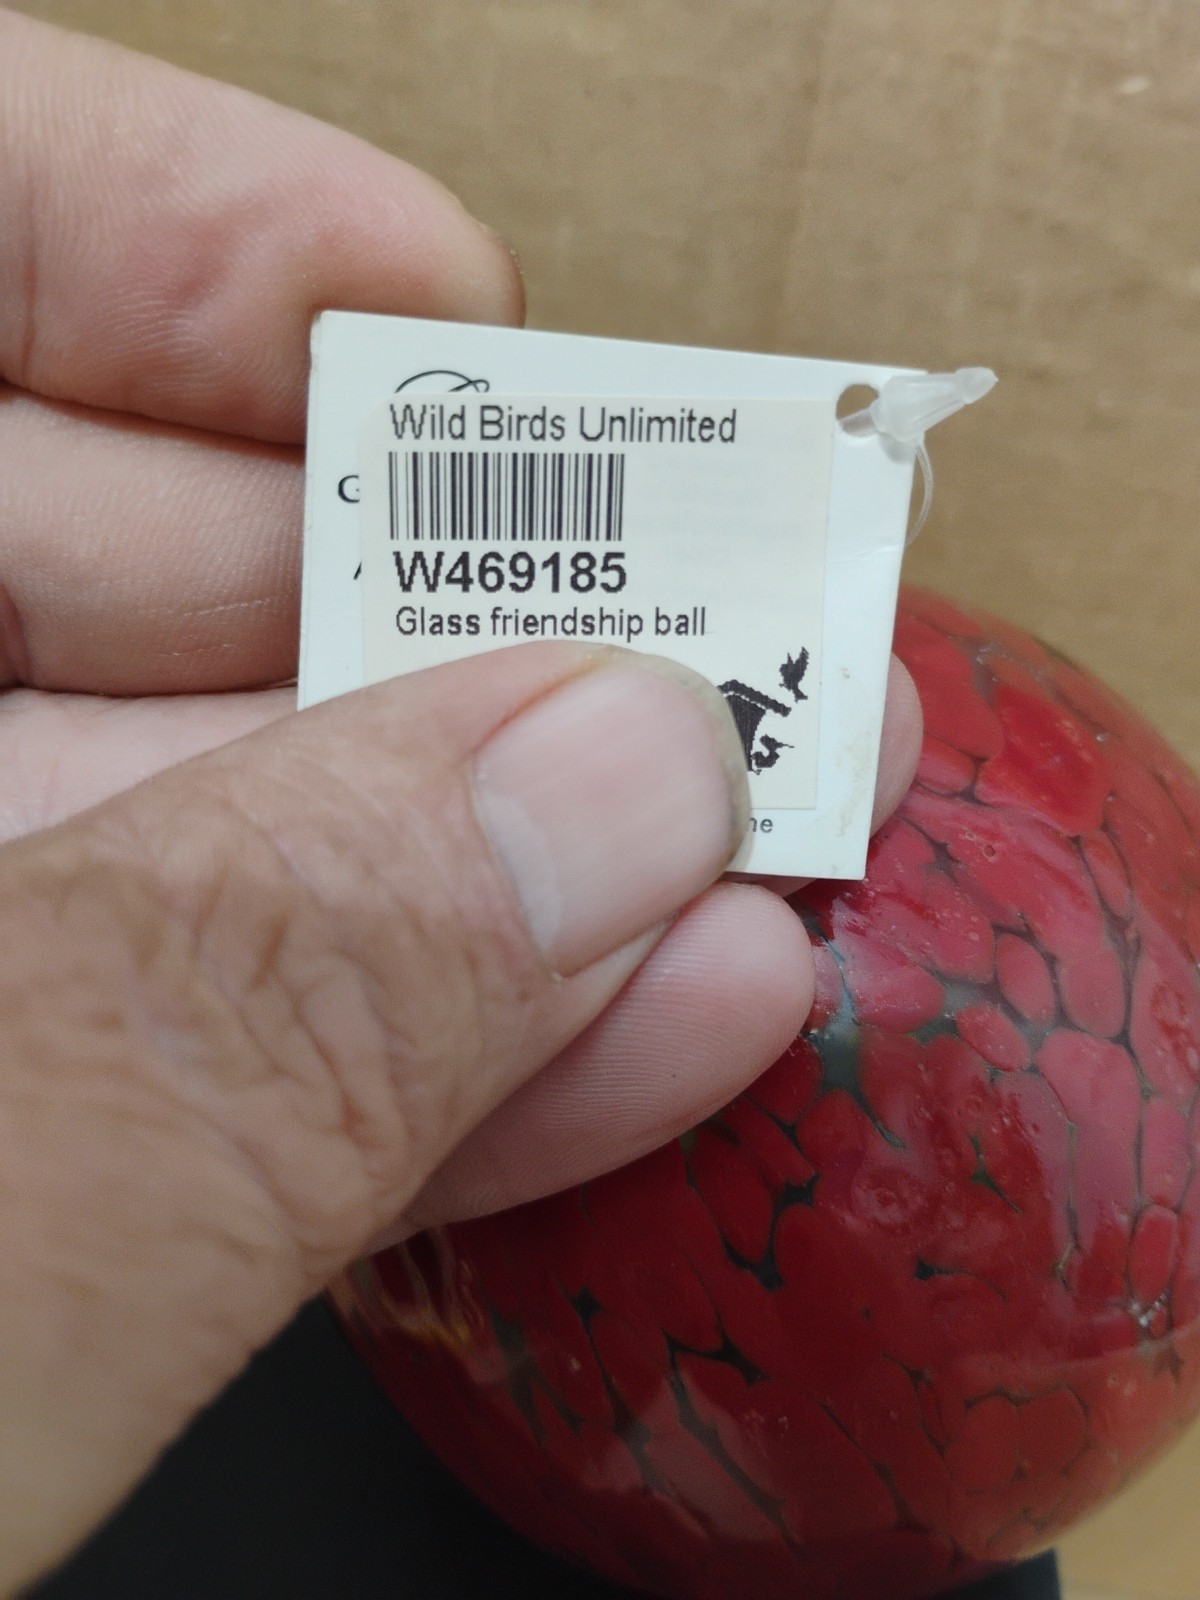 Wild Birds Unlimited
W469185
Glass friendship ball